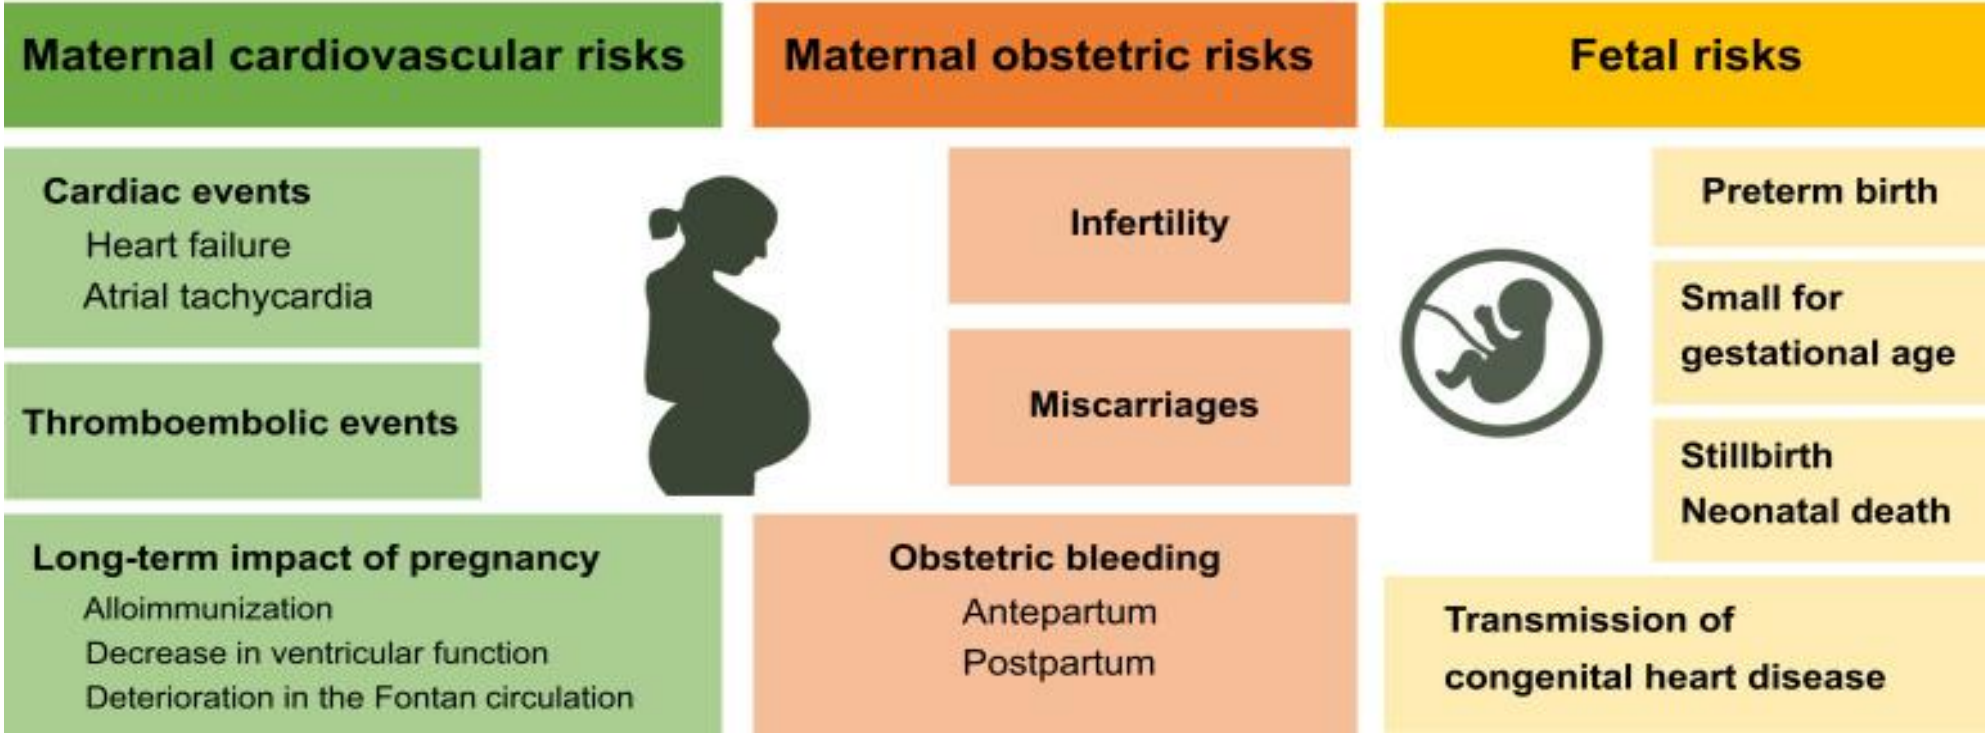 Maternal cardiovascular risks
Cardiac events
Heart failure
Atrial tachycardia
Thromboembolic events
Long-term impact of pregnancy
Alloimmunization
Decrease in ventricular function
Deterioration in the Fontan circulation
Maternal obstetric risks
Infertility
Miscarriages
Obstetric bleeding
Antepartum
Postpartum
Fetal risks
Preterm birth
Small for
gestational age
Stillbirth
Neonatal death
Transmission of
congenital heart disease